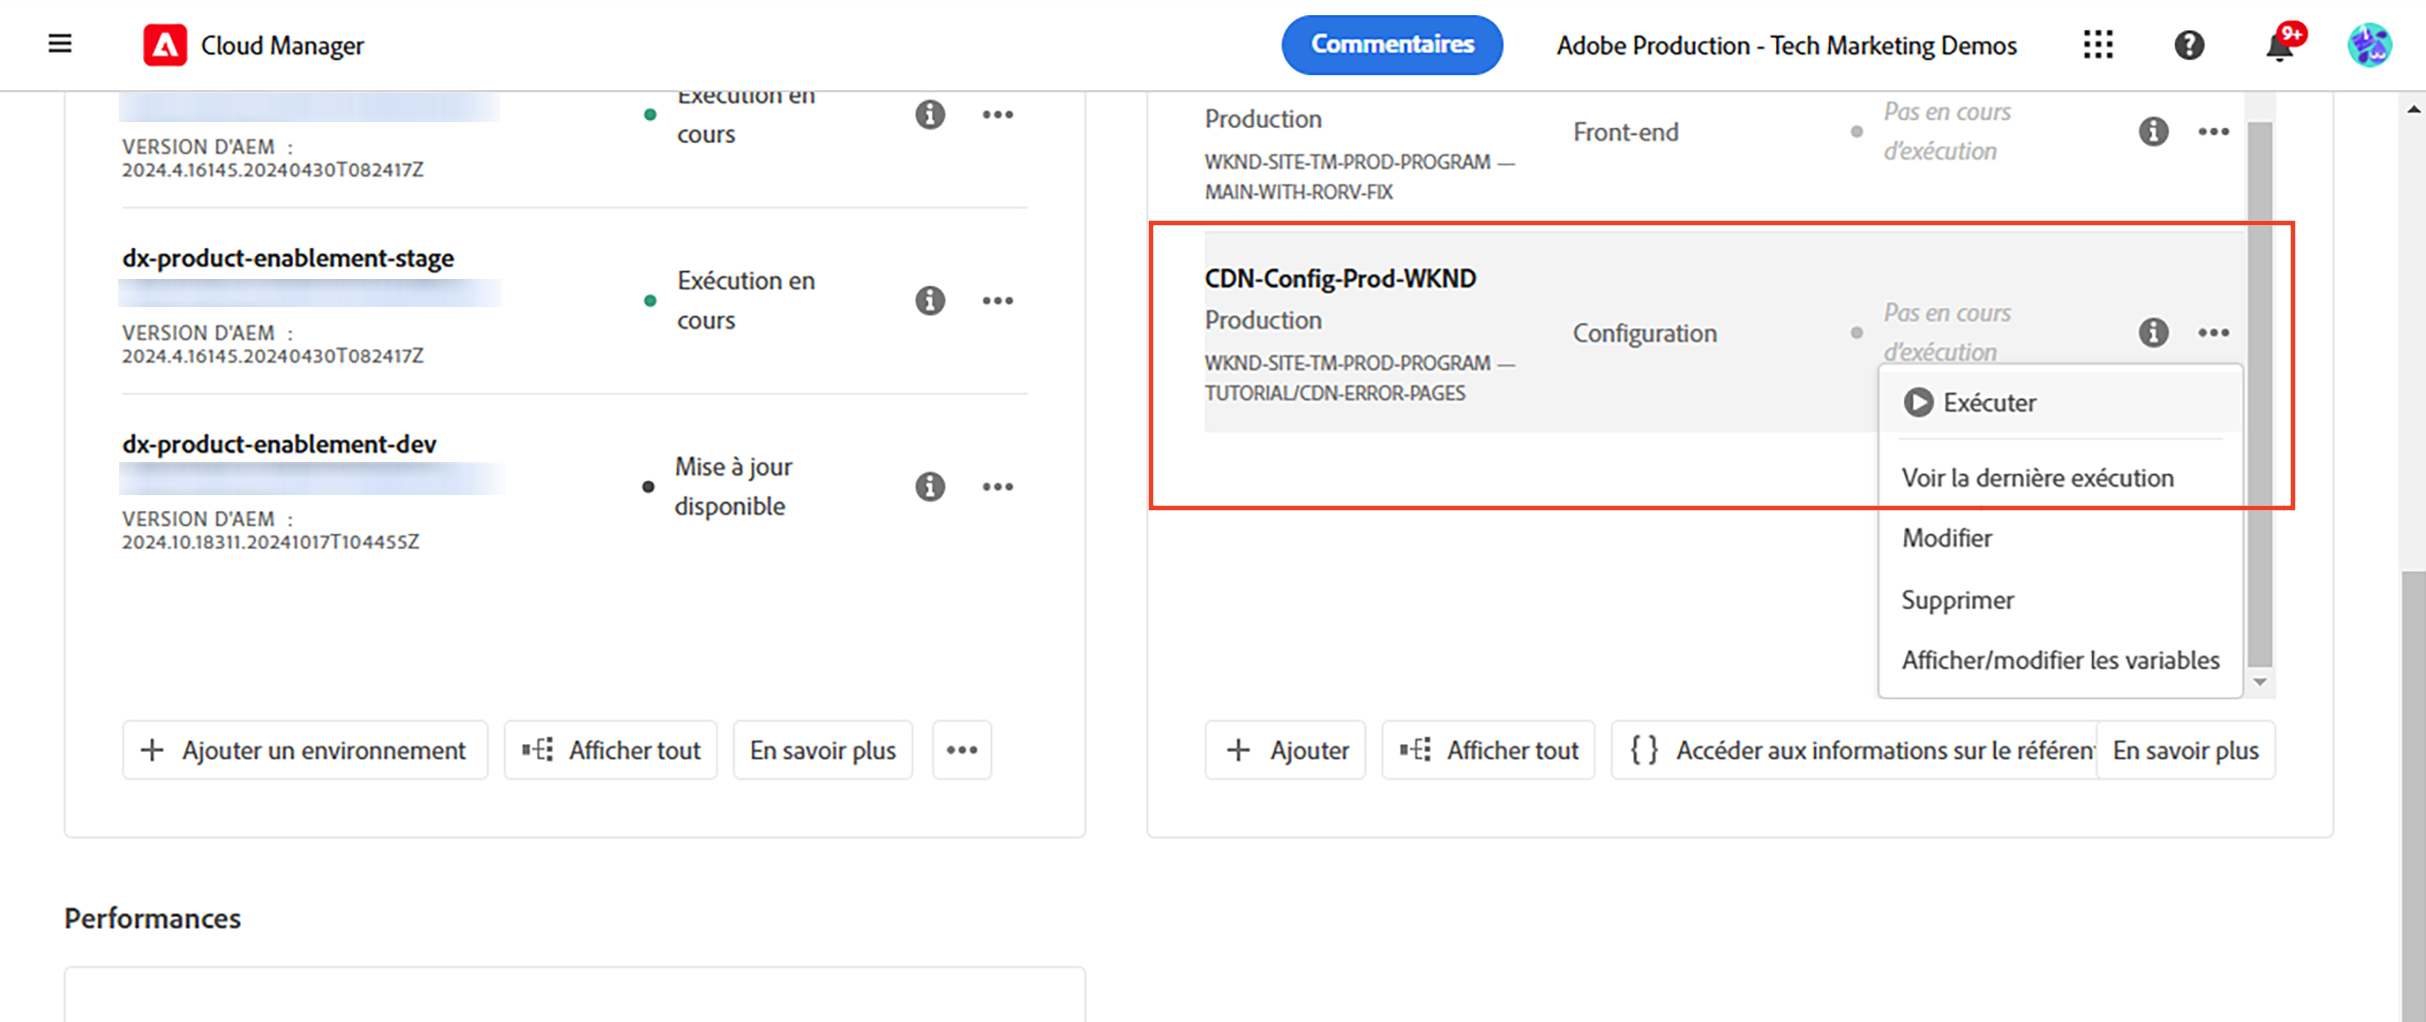 Cloud Manager
Commentaires
Adobe Production - Tech Marketing Demos
9+
Exécution en
cours
VERSION D'AEM :
2024.4.16145.20240430T082417Z
dx-product-enablement-stage
Exécution en
cours
VERSION D'AEM :
2024.4.16145.20240430T082417Z
dx-product-enablement-dev
Mise à jour
disponible
VERSION D'AEM :
2024.10.18311.20241017T104455Z
+ Ajouter un environnement
Afficher tout
En savoir plus
Production
WKND-SITE-TM-PROD-PROGRAM —
MAIN-WITH-RORV-FIX
Front-end
Pas en cours
d’exécution
CDN-Config-Prod-WKND
Production
WKND-SITE-TM-PROD-PROGRAM —
TUTORIAL/CDN-ERROR-PAGES
Configuration
Pas en cours
d’exécution
Exécuter
Voir la dernière exécution
Modifier
Supprimer
Afficher/modifier les variables
+ Ajouter
Afficher tout
{} Accéder aux informations sur le référen
En savoir plus
Performances